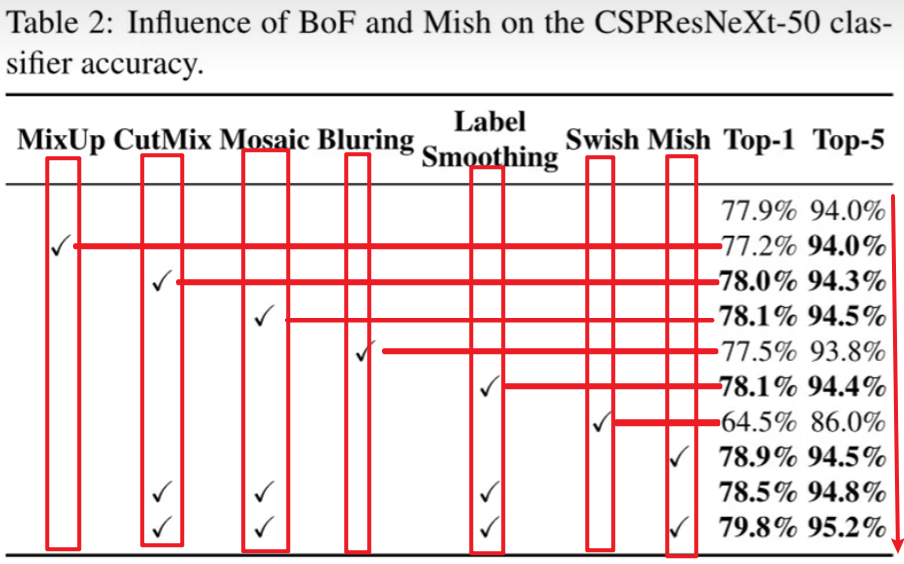 Table 2: Influence of BoF and Mish on the CSPResNeXt-50 clas-
sifier accuracy.
MixUp CutMix Mosaic Bluring Label Smoothing Swish Mish Top-1 Top-5
77.9% 94.0%
✓ 77.2% 94.0%
✓ 78.0% 94.3%
✓ 78.1% 94.5%
✓ 77.5% 93.8%
✓ 78.1% 94.4%
✓ 64.5% 86.0%
✓ 78.9% 94.5%
✓ ✓ ✓ 78.5% 94.8%
✓ ✓ ✓ ✓ 79.8% 95.2%